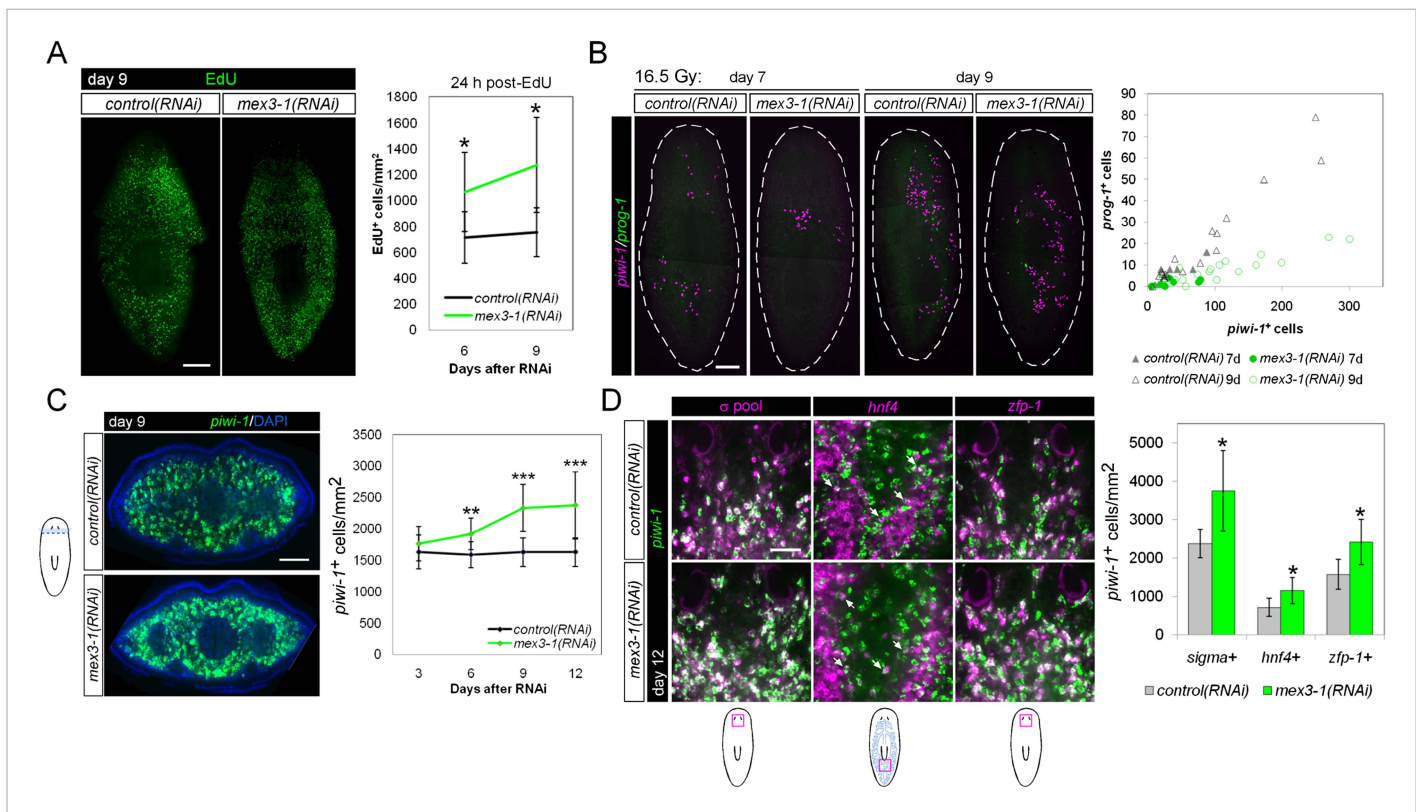 A
day 9 EdU
control(RNAi) mex3-1(RNAi)
24 h post-EdU
EdU+ cells/mm²
1800
1600
1400
1200
1000
800
600
400
200
0
*
*
control(RNAi)
mex3-1(RNAi)
6 9
Days after RNAi
B
16.5 Gy: day 7 day 9
control(RNAi) mex3-1(RNAi) control(RNAi) mex3-1(RNAi)
piwi-1/prog-1
prog-1+ cells
90
80
70
60
50
40
30
20
10
0
0 100 200 300
piwi-1+ cells
control(RNAi) 7d mex3-1(RNAi) 7d
control(RNAi) 9d mex3-1(RNAi) 9d
C
day 9 piwi-1/DAPI
control(RNAi)
mex3-1(RNAi)
piwi-1+ cells/mm²
3500
3000
2500
2000
1500
1000
500
0
** *** ***
control(RNAi)
mex3-1(RNAi)
3 6 9 12
Days after RNAi
D
σ pool hnf4 zfp-1
control(RNAi)
mex3-1(RNAi)
piwi-1
day 12
piwi-1+ cells/mm²
5000
4000
3000
2000
1000
0
* * *
sigma+ hnf4+ zfp-1+
control(RNAi) mex3-1(RNAi)